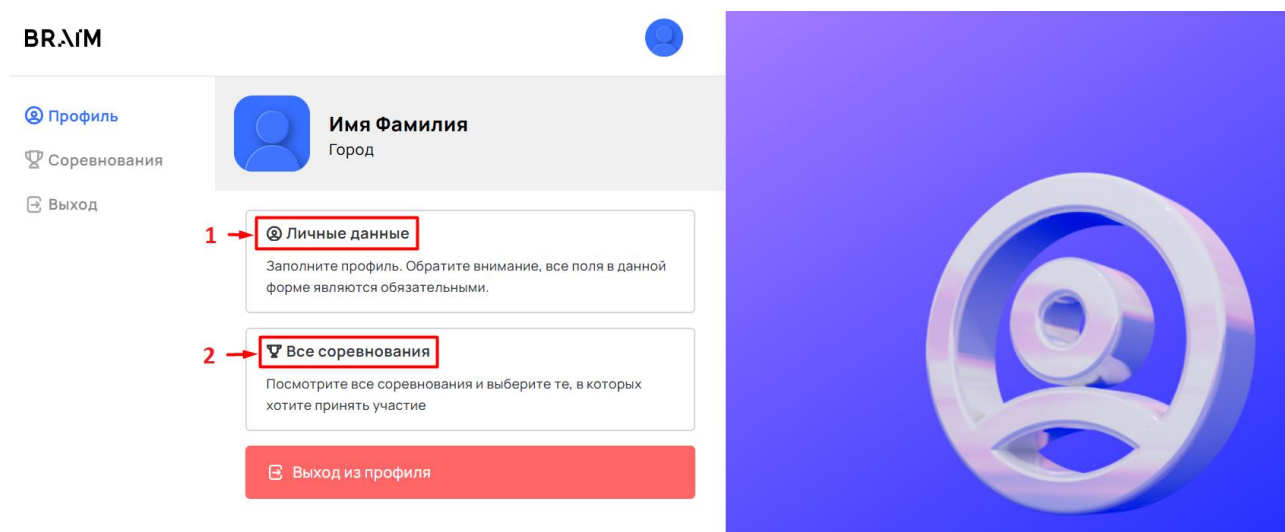 BRAIM
Профиль
Соревнования
Выход
Имя Фамилия
Город
1
Личные данные
Заполните профиль. Обратите внимание, все поля в данной
форме являются обязательными.
2
Все соревнования
Посмотрите все соревнования и выберите те, в которых
хотите принять участие
Выход из профиля